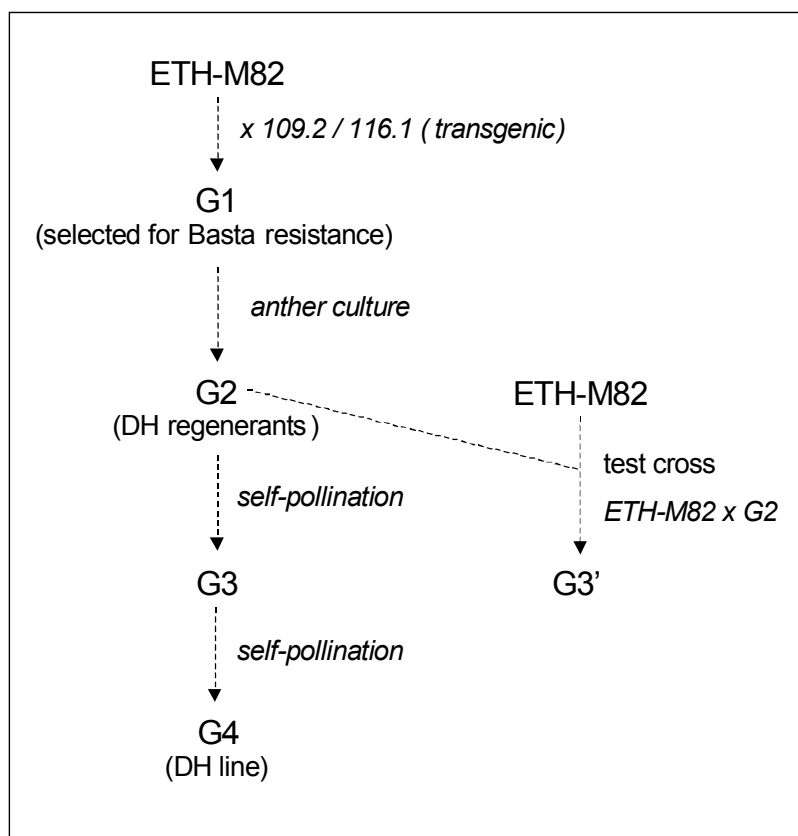 ETH-M82
x 109.2 / 116.1 ( transgenic)
G1
(selected for Basta resistance)
anther culture
G2
(DH regenerants )
ETH-M82
test cross
ETH-M82 x G2
self-pollination
G3
G3’
self-pollination
G4
(DH line)